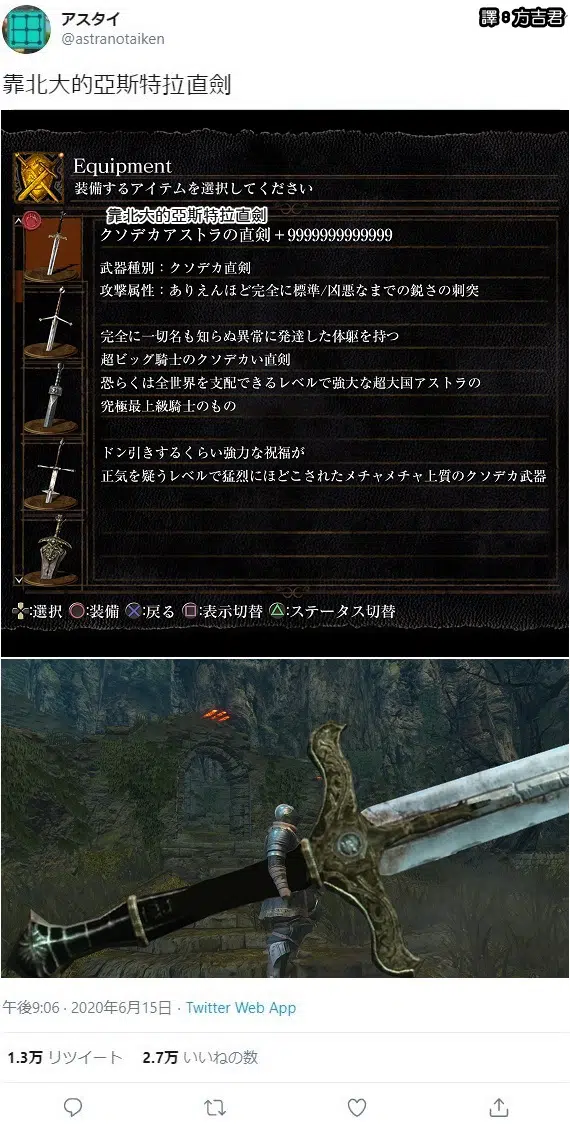 アスタイ
譯：方吉君
@astranotaiken
靠北大的亞斯特拉直劍
Equipment
装備するアイテムを選択してください
靠北大的亞斯特拉直劍
クソデカアストラの直剣＋9999999999999
武器種別：クソデカ直剣
攻撃属性：ありえんほど完全に標準/凶悪なまでの鋭さの刺突
完全に一切名も知らぬ異常に発達した体躯を持つ
超ビッグ騎士のクソデカい直剣
恐らくは全世界を支配できるレベルで強大な超大国アストラの
究極最上級騎士のもの
ドン引きするくらい強力な祝福が
正気を疑うレベルで猛烈にほどこされたメチャメチャ上質のクソデカ武器
:選択 :装備 :戻る :表示切替 :ステータス切替
午後9:06 · 2020年6月15日 · Twitter Web App
1.3万 リツイート 2.7万 いいねの数